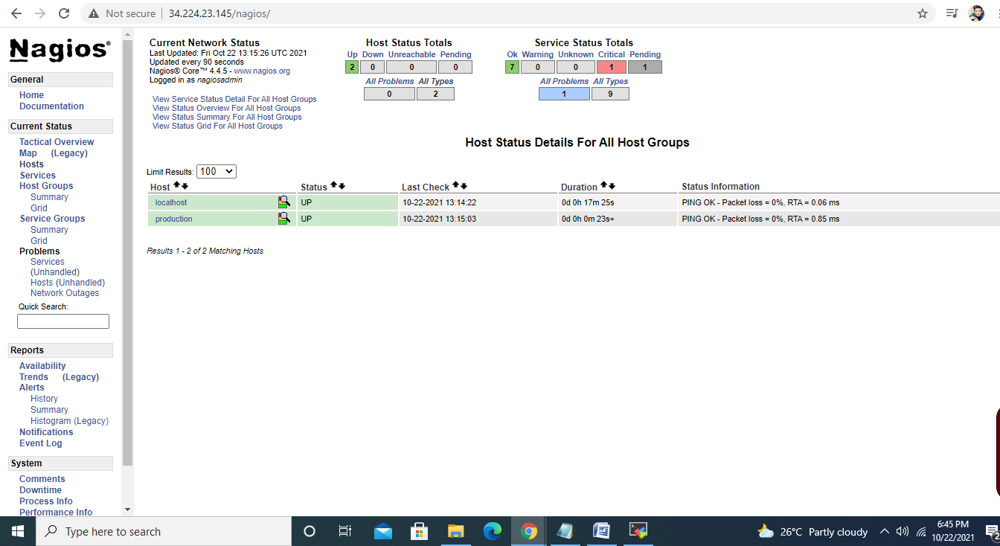 Not secure | 34.224.23.145/nagios/
Nagios®
General
Home
Documentation
Current Status
Tactical Overview
Map (Legacy)
Hosts
Services
Host Groups
Summary
Grid
Service Groups
Summary
Grid
Problems
Services
(Unhandled)
Hosts (Unhandled)
Network Outages
Quick Search:
Reports
Availability
Trends (Legacy)
Alerts
History
Summary
Histogram (Legacy)
Notifications
Event Log
System
Comments
Downtime
Process Info
Performance Info
Current Network Status
Last Updated: Fri Oct 22 13:15:26 UTC 2021
Updated every 90 seconds
Nagios® Core™ 4.4.5 - www.nagios.org
Logged in as nagiosadmin
View Service Status Detail For All Host Groups
View Status Overview For All Host Groups
View Status Summary For All Host Groups
View Status Grid For All Host Groups
Host Status Totals
Up Down Unreachable Pending
2 0 0 0
All Problems All Types
0 2
Service Status Totals
Ok Warning Unknown Critical Pending
7 0 0 1 1
All Problems All Types
1 9
Host Status Details For All Host Groups
Limit Results: 100
Host Status Last Check Duration Status Information
localhost UP 10-22-2021 13:14:22 0d 0h 17m 25s PING OK - Packet loss = 0%, RTA = 0.06 ms
production UP 10-22-2021 13:15:03 0d 0h 0m 23s+ PING OK - Packet loss = 0%, RTA = 0.85 ms
Results 1 - 2 of 2 Matching Hosts
Type here to search
26°C Partly cloudy
6:45 PM
10/22/2021
2